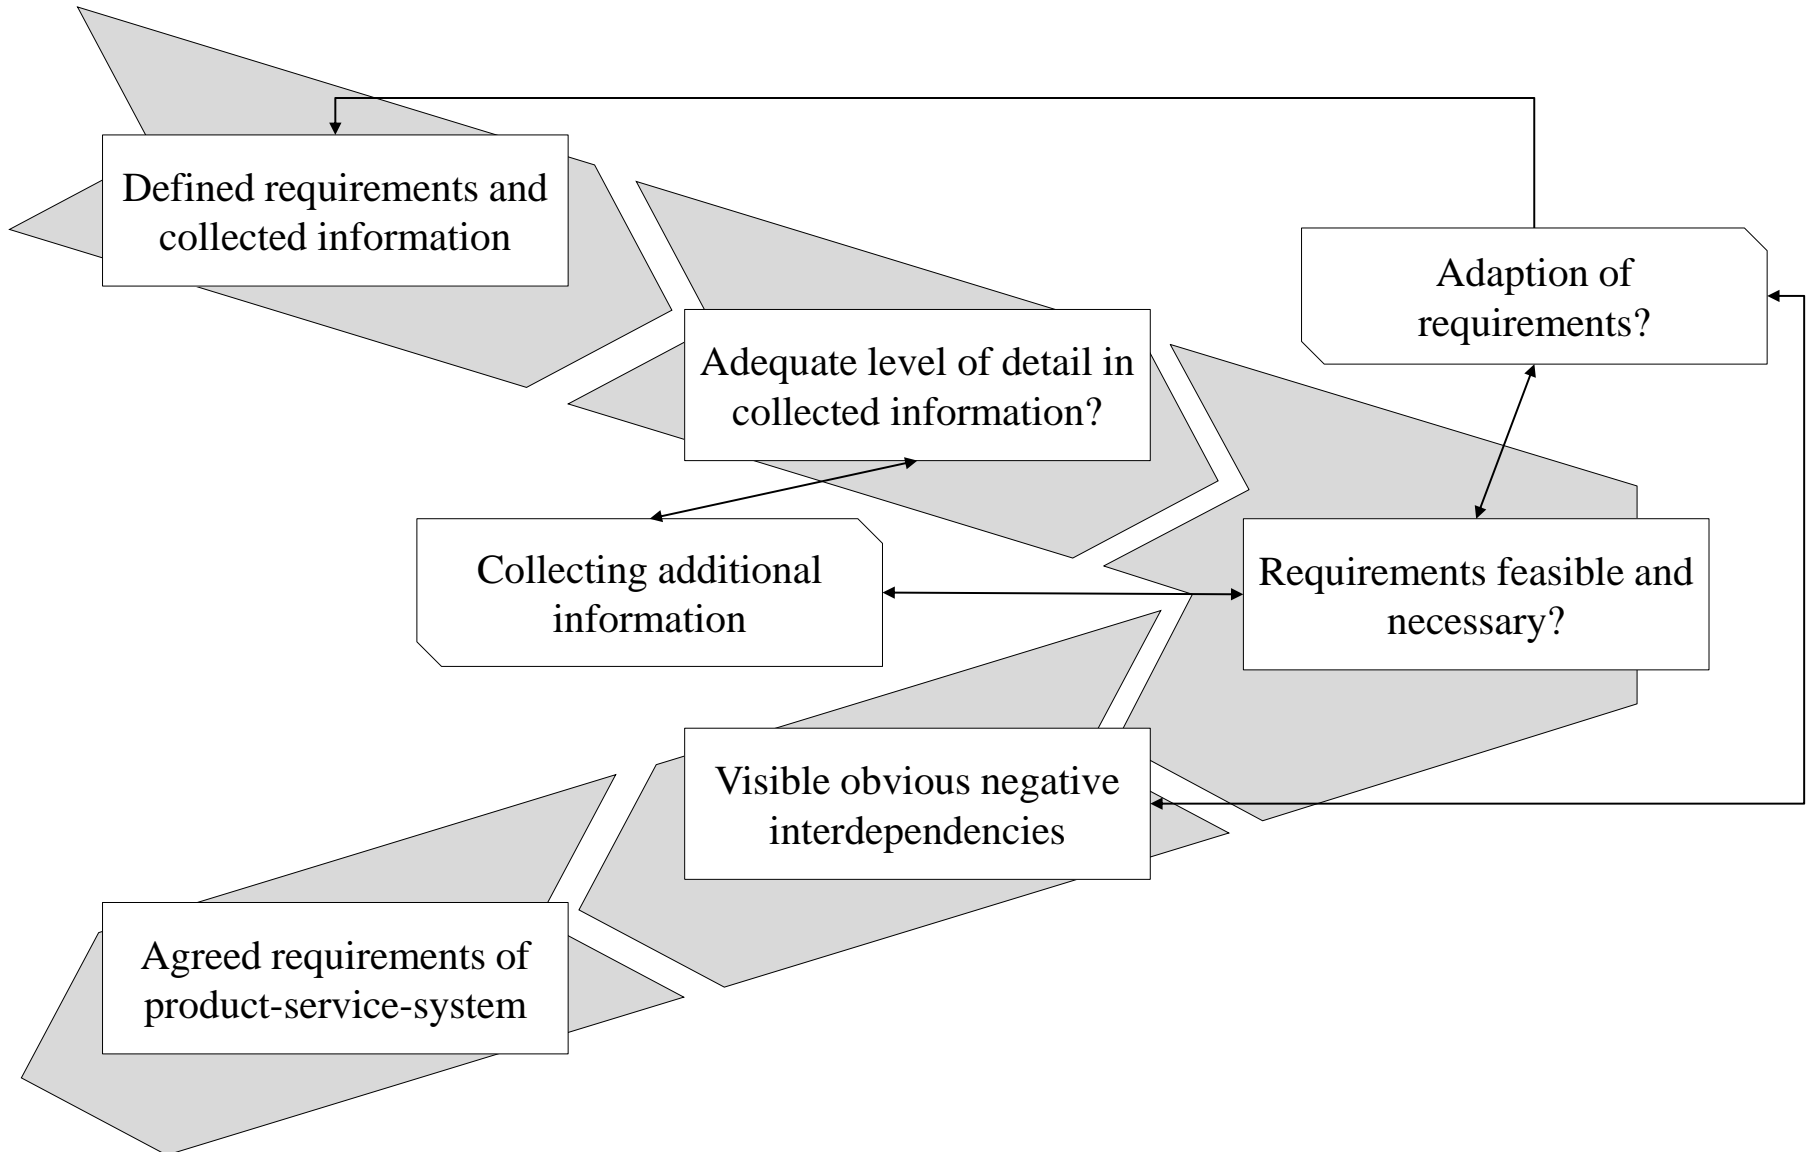 Defined requirements and
collected information
Adaption of
requirements?
Adequate level of detail in
collected information?
Collecting additional
information
Requirements feasible and
necessary?
Visible obvious negative
interdependencies
Agreed requirements of
product-service-system